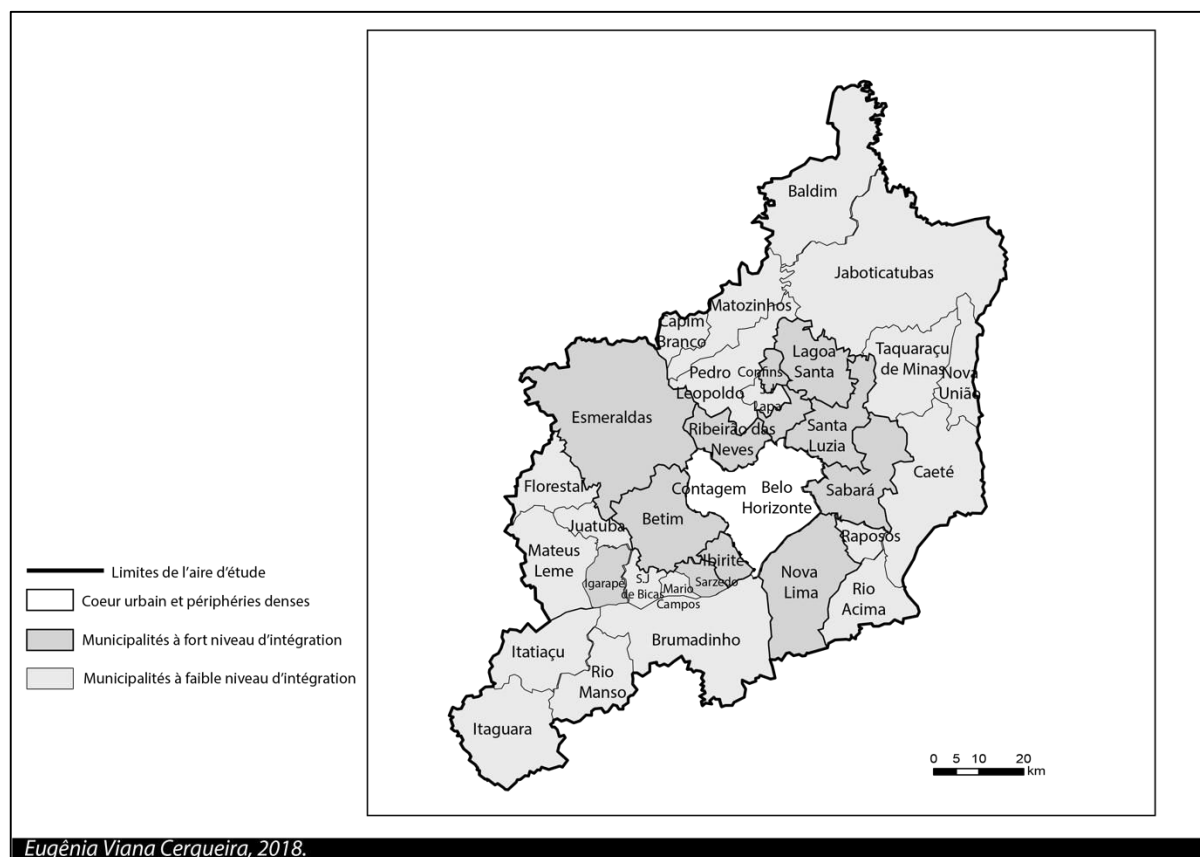 Baldim
Jaboticatubas
Matozinhos
Capim
Branco
Taquaraçu
de Minas
Nova
União
Lagoa
Santa
Confins
Pedro
Leopoldo
S.J
Lapa
Esmeraldas
Ribeirão das
Neves
Santa
Luzia
Caeté
Florestal
Contagem
Belo
Horizonte
Sabará
Juatuba
Betim
Mateus
Leme
Raposos
Igarapé
S.J
de Bicas
Mario
Campos
Sarzedo
Ibirité
Nova
Lima
Rio
Acima
Brumadinho
Itatiaçu
Rio
Manso
Itaguara
Limites de l'aire d'étude
Coeur urbain et périphéries denses
Municipalités à fort niveau d'intégration
Municipalités à faible niveau d'intégration
0 5 10 20
km
Eugênia Viana Cerqueira, 2018.